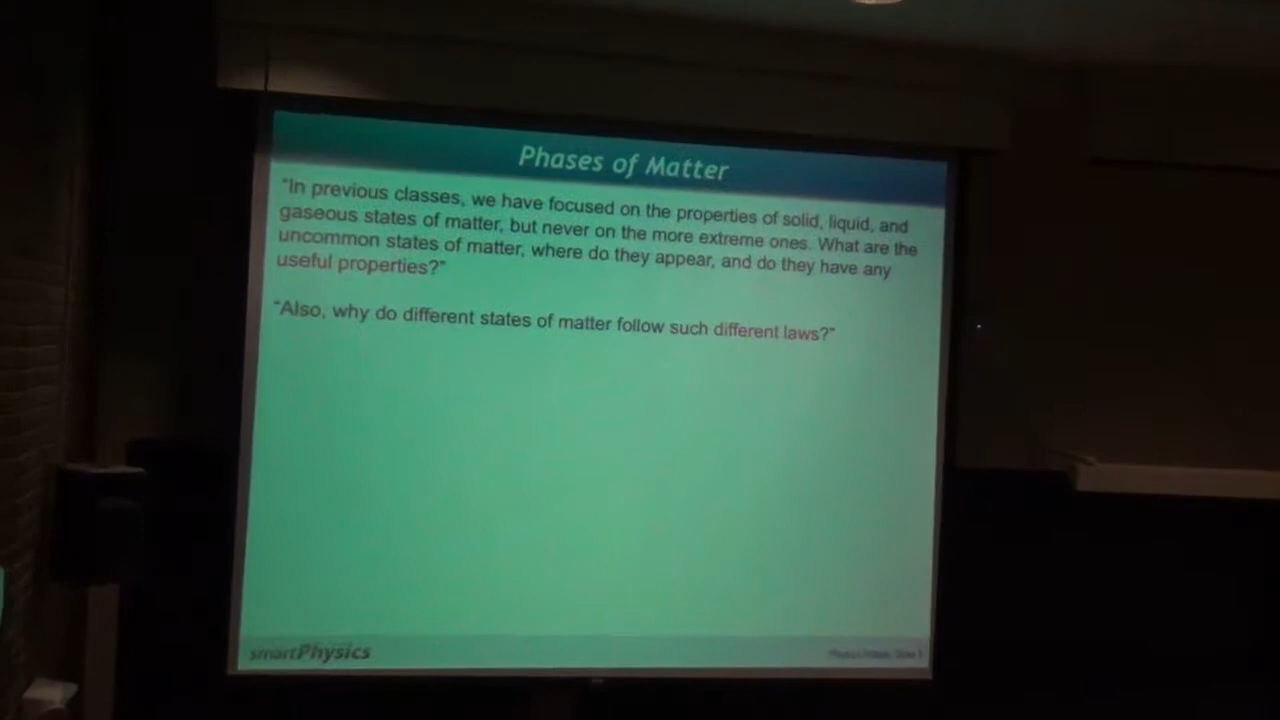 Phases of Matter
"In previous classes, we have focused on the properties of solid, liquid, and
gaseous states of matter, but never on the more extreme ones. What are the
uncommon states of matter, where do they appear, and do they have any
useful properties?"
"Also, why do different states of matter follow such different laws?"
smartPhysics